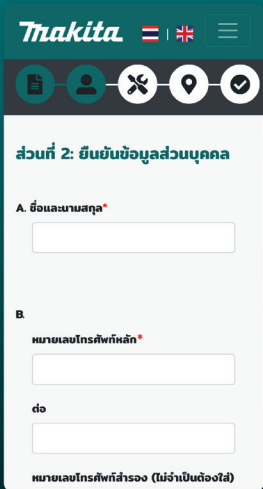 Makita
|
ส่วนที่ 2: ยืนยันข้อมูลส่วนบุคคล
A. ชื่อและนามสกุล*
B.
หมายเลขโทรศัพท์หลัก*
ต่อ
หมายเลขโทรศัพท์สำรอง (ไม่จำเป็นต้องใส่)